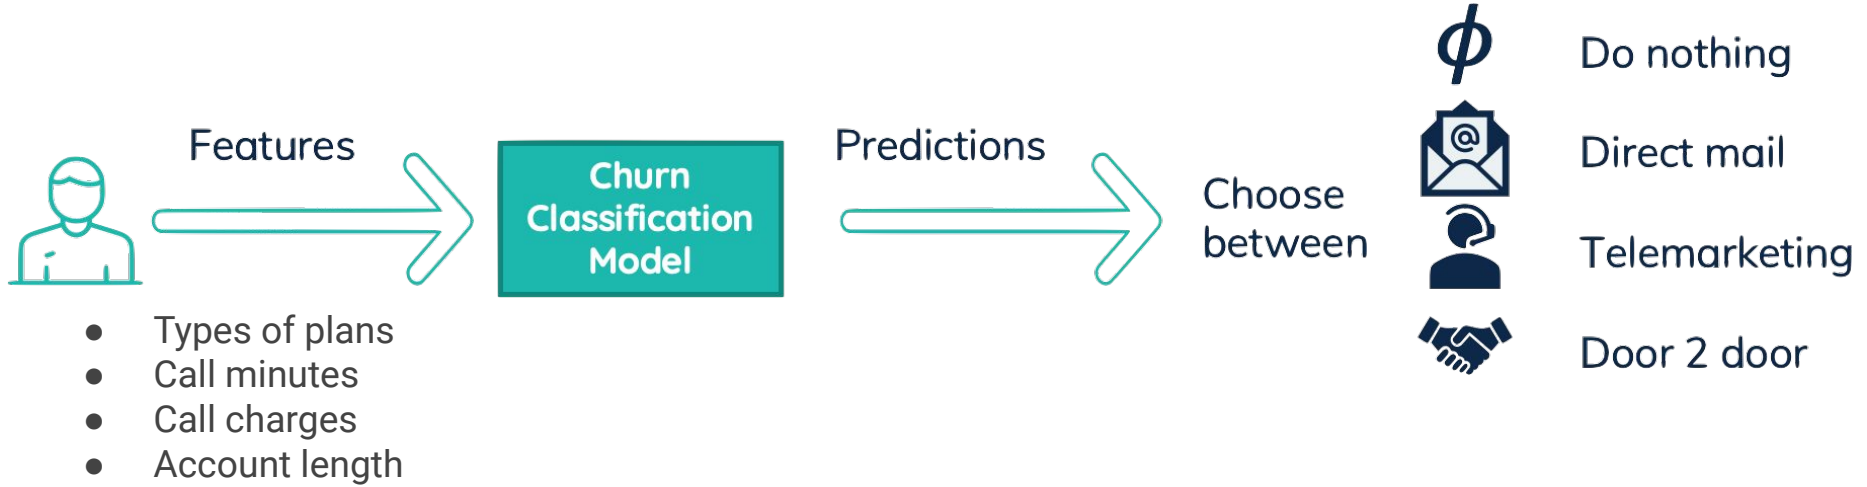 Features
Churn
Classification
Model
Predictions
Choose
between
ϕ
Do nothing
@
Direct mail
Telemarketing
Door 2 door
● Types of plans
● Call minutes
● Call charges
● Account length